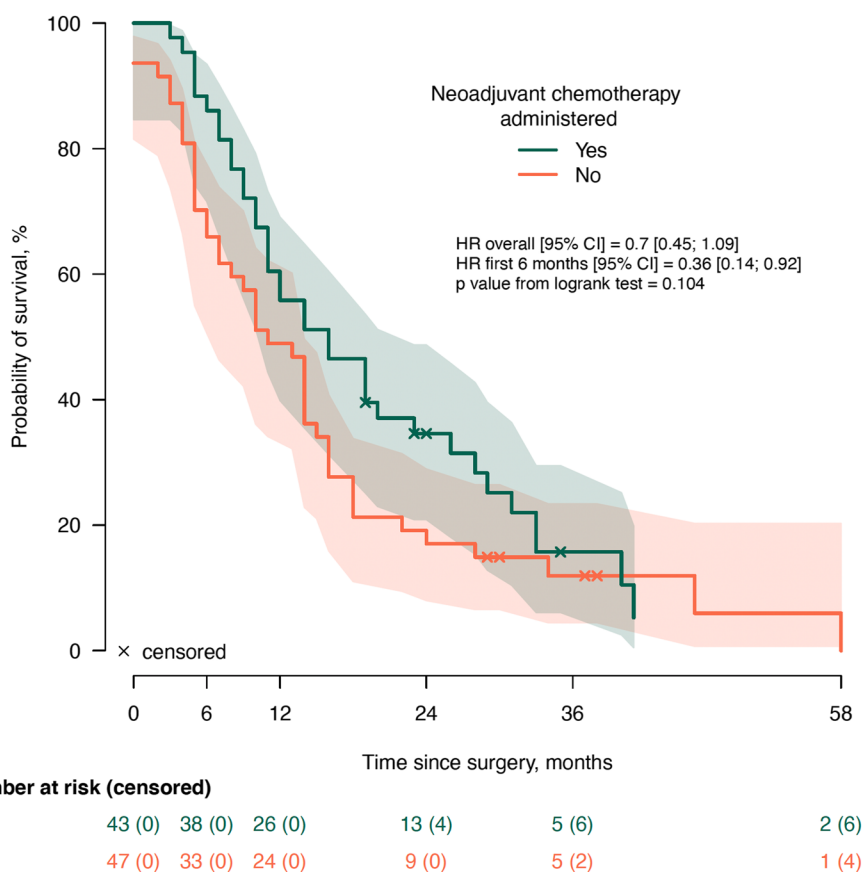 100
80
60
40
20
0
Probability of survival, %
Neoadjuvant chemotherapy
administered
Yes
No
HR overall [95% CI] = 0.7 [0.45; 1.09]
HR first 6 months [95% CI] = 0.36 [0.14; 0.92]
p value from logrank test = 0.104
× censored
0 6 12 24 36 58
Time since surgery, months
ber at risk (censored)
43 (0) 38 (0) 26 (0) 13 (4) 5 (6) 2 (6)
47 (0) 33 (0) 24 (0) 9 (0) 5 (2) 1 (4)